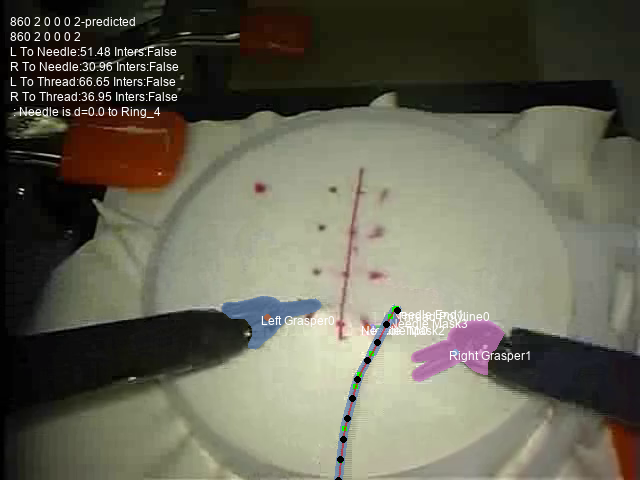 860 2 0 0 0 2-predicted
860 2 0 0 0 2
L To Needle:51.48 Inters:False
R To Needle:30.96 Inters:False
L To Thread:66.65 Inters:False
R To Thread:36.95 Inters:False
: Needle is d=0.0 to Ring_4
Left Grasper0
Needle Mask3
Right Grasper1